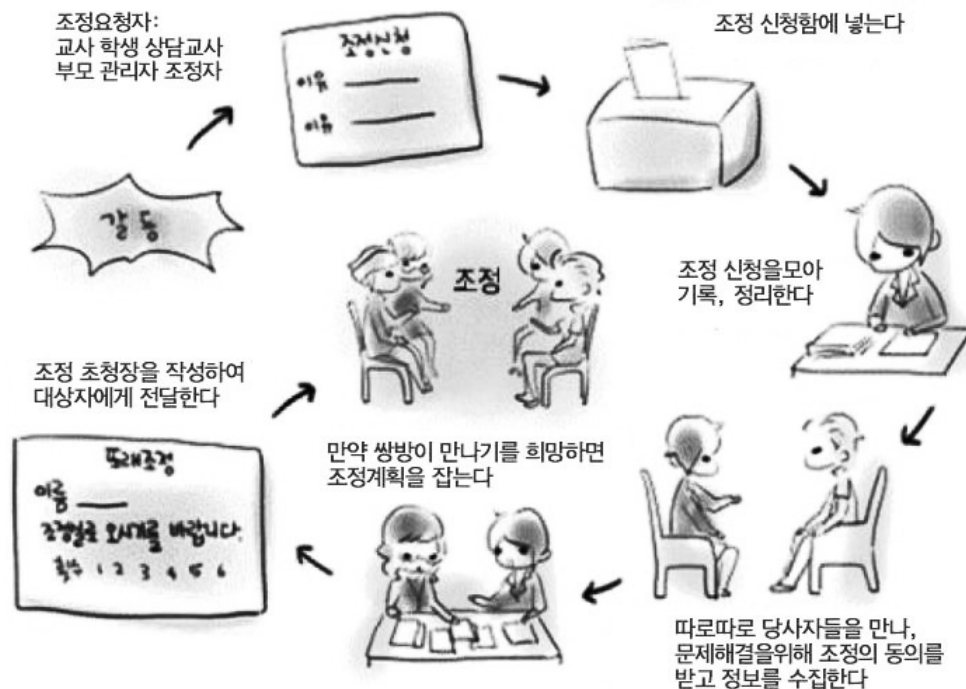 조정요청자:
교사 학생 상담교사
부모 관리자 조정자
조정신청
이유
이유
조정 신청함에 넣는다
갈등
조정
조정 신청을모아
기록, 정리한다
조정 초청장을 작성하여
대상자에게 전달한다
또래조정
이름
조정실로 오시기를 바랍니다.
횟수 1 2 3 4 5 6
만약 쌍방이 만나기를 희망하면
조정계획을 잡는다
따로따로 당사자들을 만나,
문제해결을위해 조정의 동의를
받고 정보를 수집한다